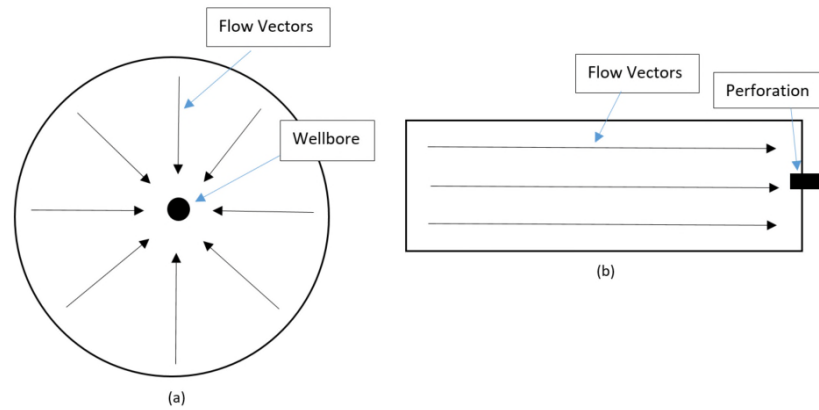 Flow Vectors
Wellbore
(a)
Flow Vectors
Perforation
(b)